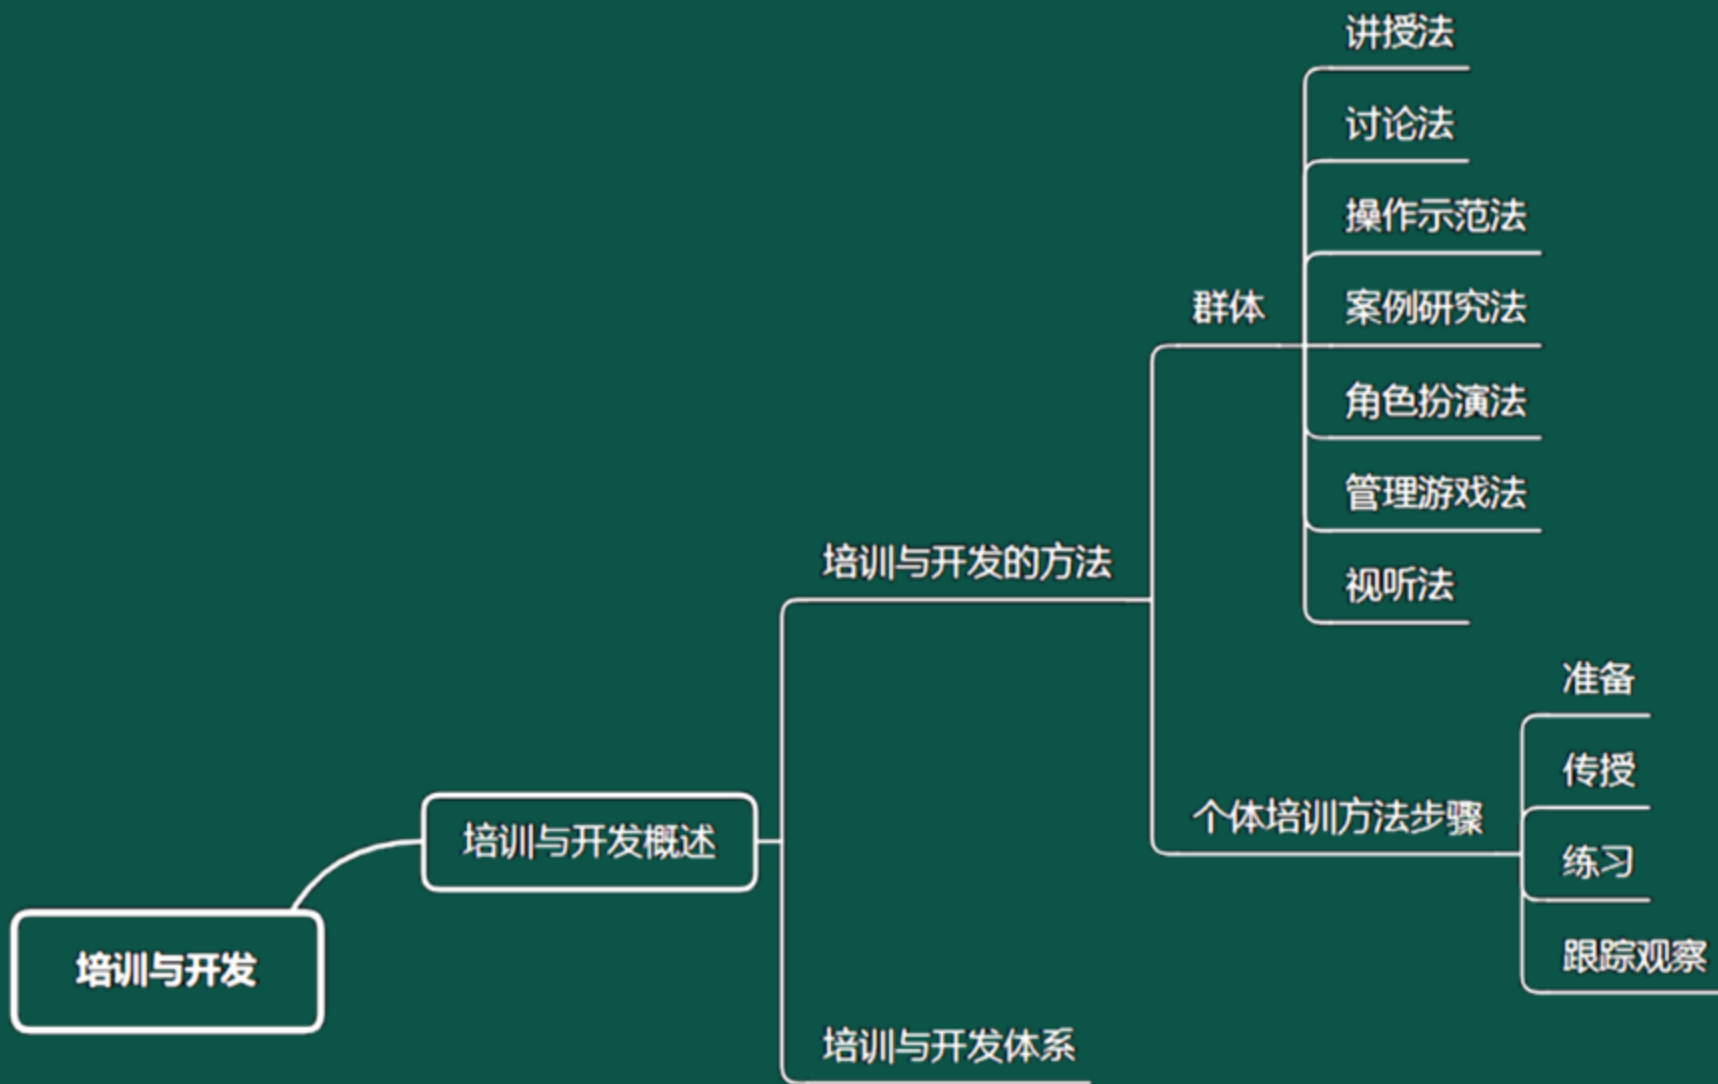 讲授法
讨论法
操作示范法
群体
案例研究法
角色扮演法
管理游戏法
培训与开发的方法
视听法
准备
传授
个体培训方法步骤
培训与开发概述
练习
培训与开发
跟踪观察
培训与开发体系